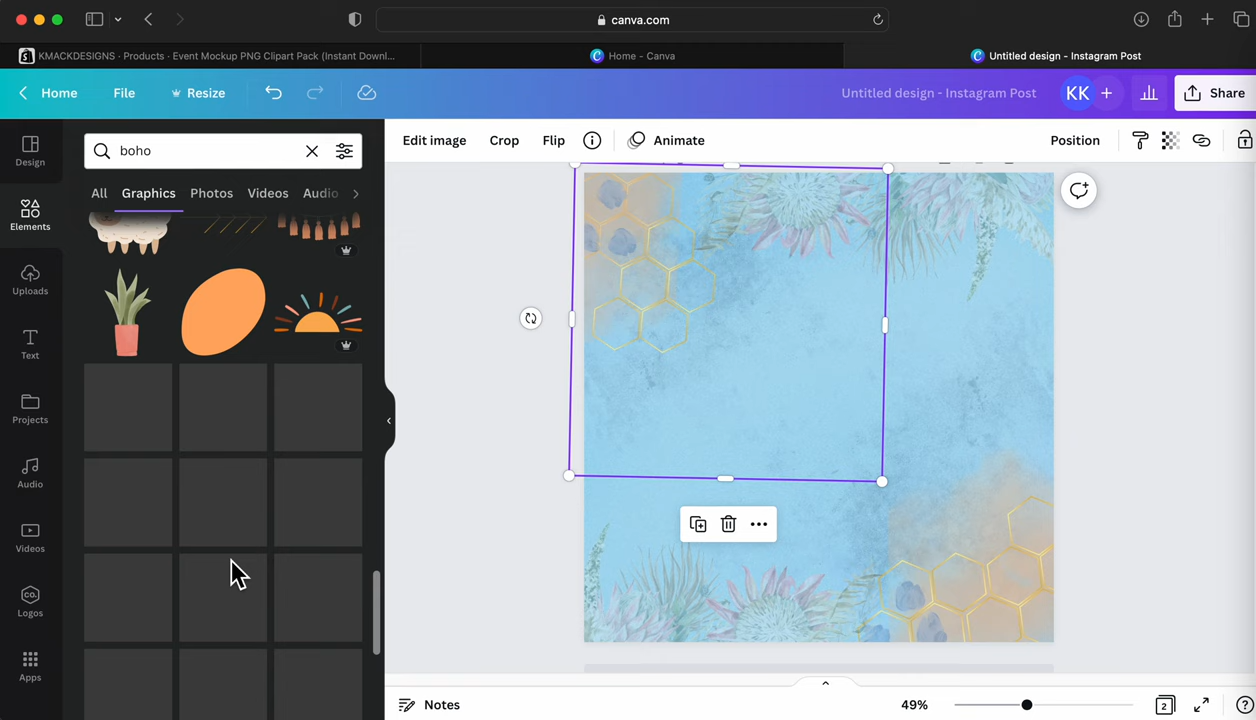 canva.com
KMACKDESIGNS · Products · Event Mockup PNG Clipart Pack (Instant Downl...
Home - Canva
Untitled design - Instagram Post
Home
File
Resize
Untitled design - Instagram Post
KK
Share
Design
Elements
Uploads
Text
Projects
Audio
Videos
Logos
Apps
boho
All
Graphics
Photos
Videos
Audio
Edit image
Crop
Flip
Animate
Position
Notes
49%
2